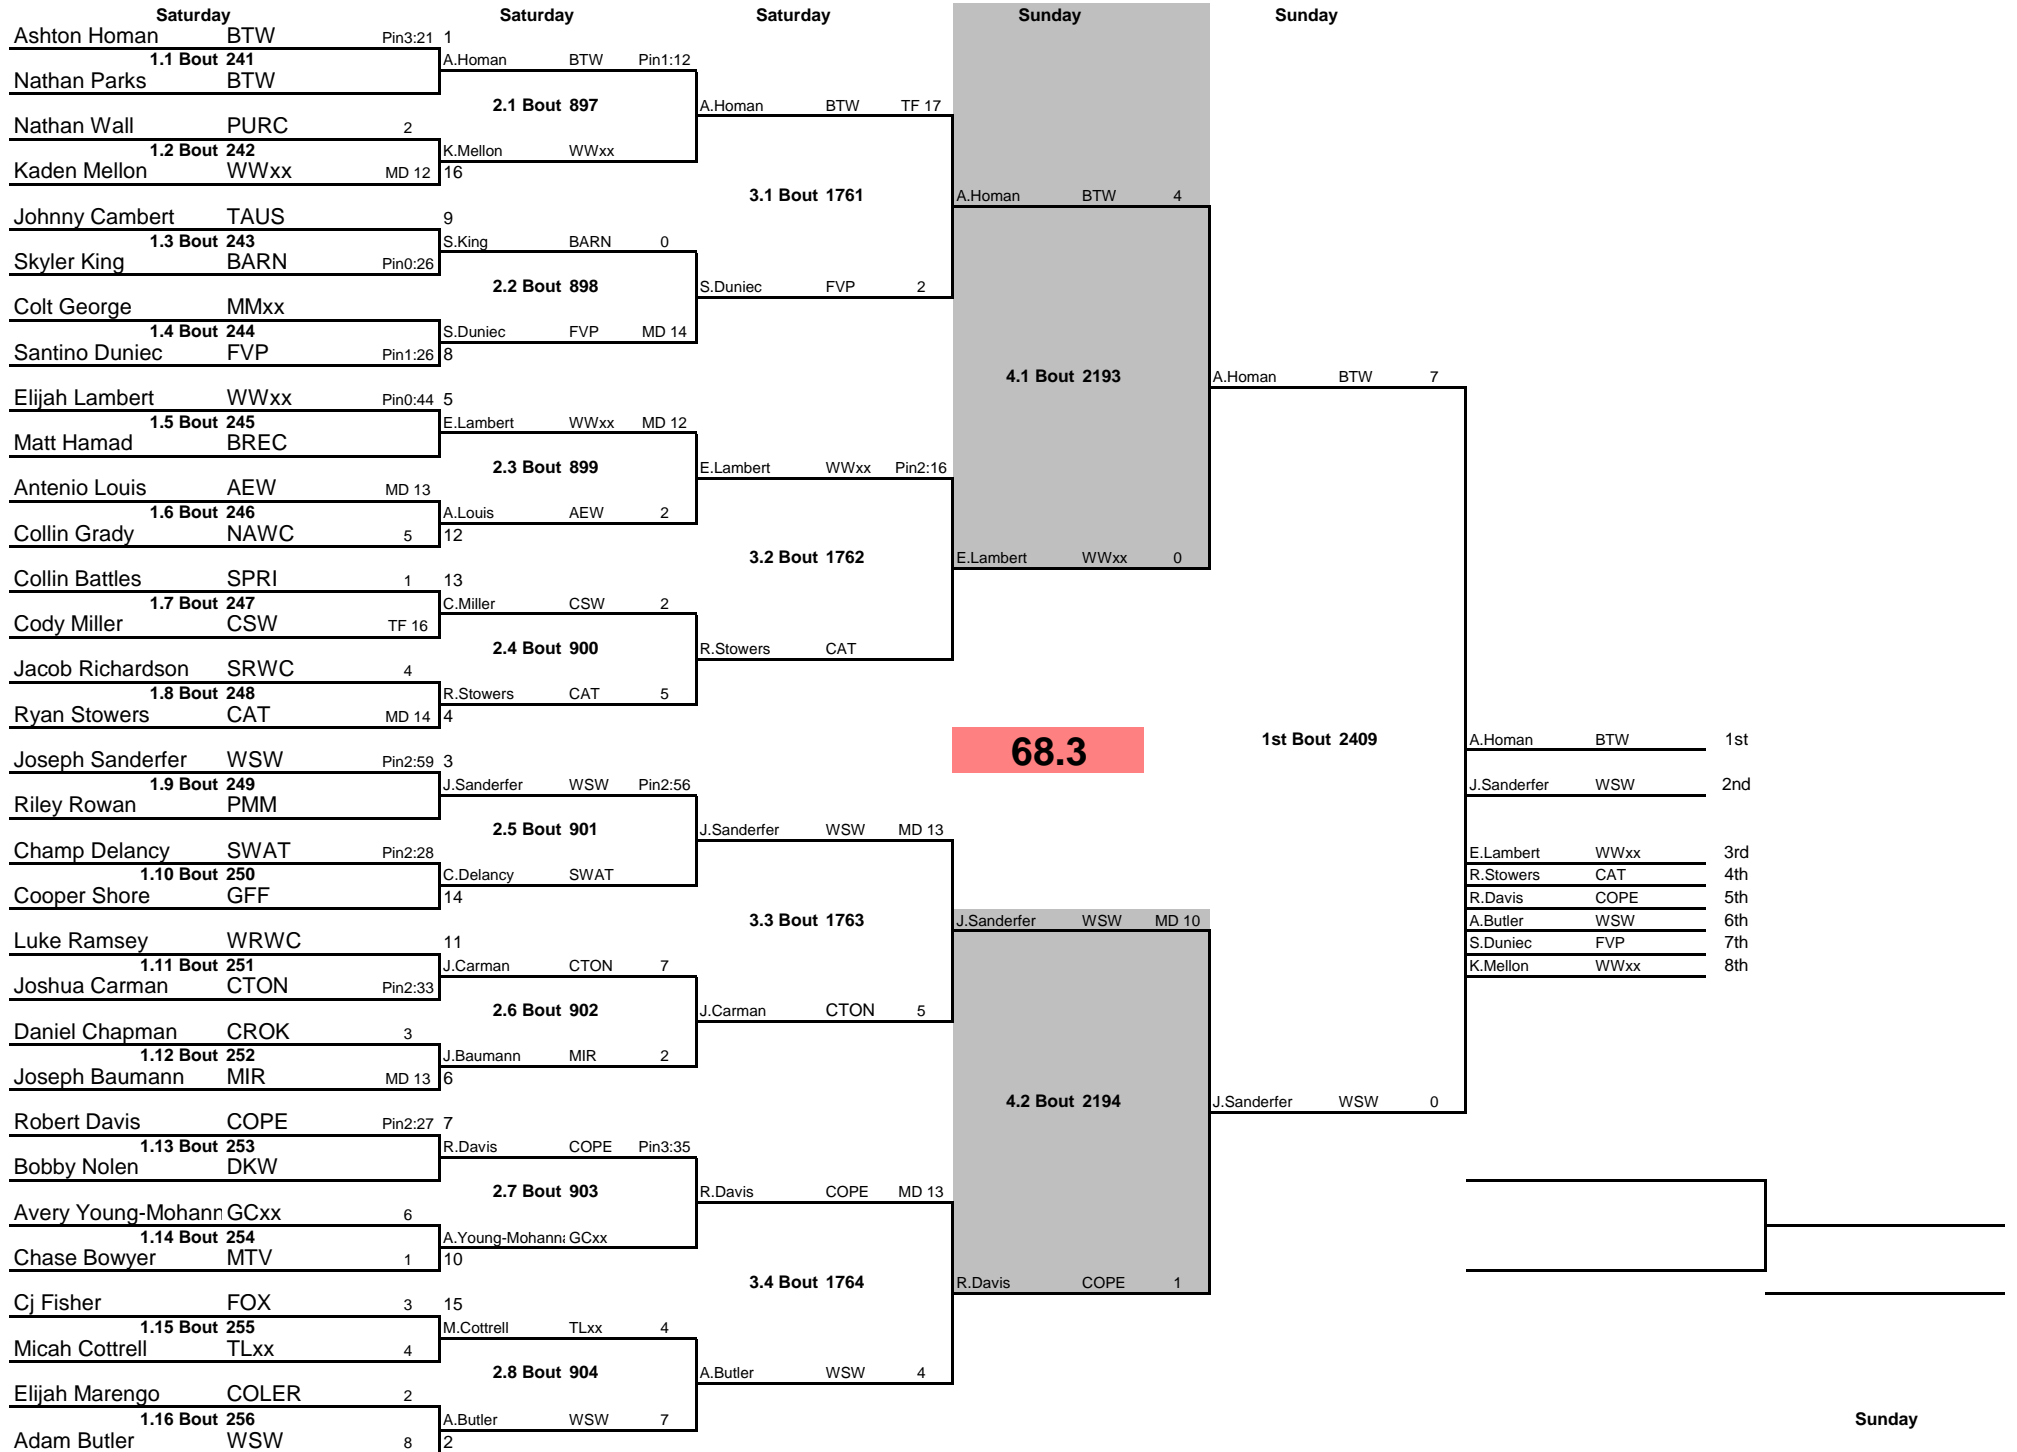 Saturday Saturday Saturday Sunday Sunday
Ashton Homan BTW Pin3:21 1
1.1 Bout 241 A.Homan BTW Pin1:12
Nathan Parks BTW
2.1 Bout 897 A.Homan BTW TF 17
Nathan Wall PURC 2
1.2 Bout 242 K.Mellon WWxx
Kaden Mellon WWxx MD 12 16
3.1 Bout 1761 A.Homan BTW 4
Johnny Cambert TAUS 9
1.3 Bout 243 S.King BARN 0
Skyler King BARN Pin0:26
2.2 Bout 898 S.Duniec FVP 2
Colt George MMxx
1.4 Bout 244 S.Duniec FVP MD 14
Santino Duniec FVP Pin1:26 8
4.1 Bout 2193 A.Homan BTW 7
Elijah Lambert WWxx Pin0:44 5
1.5 Bout 245 E.Lambert WWxx MD 12
Matt Hamad BREC
2.3 Bout 899 E.Lambert WWxx Pin2:16
Antenio Louis AEW MD 13
1.6 Bout 246 A.Louis AEW 2
Collin Grady NAWC 5 12
3.2 Bout 1762 E.Lambert WWxx 0
Collin Battles SPRI 1 13
1.7 Bout 247 C.Miller CSW 2
Cody Miller CSW TF 16
2.4 Bout 900 R.Stowers CAT
Jacob Richardson SRWC 4
1.8 Bout 248 R.Stowers CAT 5
Ryan Stowers CAT MD 14 4
68.3 1st Bout 2409 A.Homan BTW 1st
Joseph Sanderfer WSW Pin2:59 3
1.9 Bout 249 J.Sanderfer WSW Pin2:56 J.Sanderfer WSW 2nd
Riley Rowan PMM
2.5 Bout 901 J.Sanderfer WSW MD 13
Champ Delancy SWAT Pin2:28 E.Lambert WWxx 3rd
1.10 Bout 250 C.Delancy SWAT R.Stowers CAT 4th
Cooper Shore GFF 14 R.Davis COPE 5th
3.3 Bout 1763 J.Sanderfer WSW MD 10 A.Butler WSW 6th
Luke Ramsey WRWC 11 S.Duniec FVP 7th
1.11 Bout 251 J.Carman CTON 7 K.Mellon WWxx 8th
Joshua Carman CTON Pin2:33
2.6 Bout 902 J.Carman CTON 5
Daniel Chapman CROK 3
1.12 Bout 252 J.Baumann MIR 2
Joseph Baumann MIR MD 13 6
4.2 Bout 2194 J.Sanderfer WSW 0
Robert Davis COPE Pin2:27 7
1.13 Bout 253 R.Davis COPE Pin3:35
Bobby Nolen DKW
2.7 Bout 903 R.Davis COPE MD 13
Avery Young-Mohann GCxx 6
1.14 Bout 254 A.Young-Mohann GCxx
Chase Bowyer MTV 1 10
3.4 Bout 1764 R.Davis COPE 1
Cj Fisher FOX 3 15
1.15 Bout 255 M.Cottrell TLxx 4
Micah Cottrell TLxx 4
2.8 Bout 904 A.Butler WSW 4
Elijah Marengo COLER 2
1.16 Bout 256 A.Butler WSW 7 Sunday
Adam Butler WSW 8 2